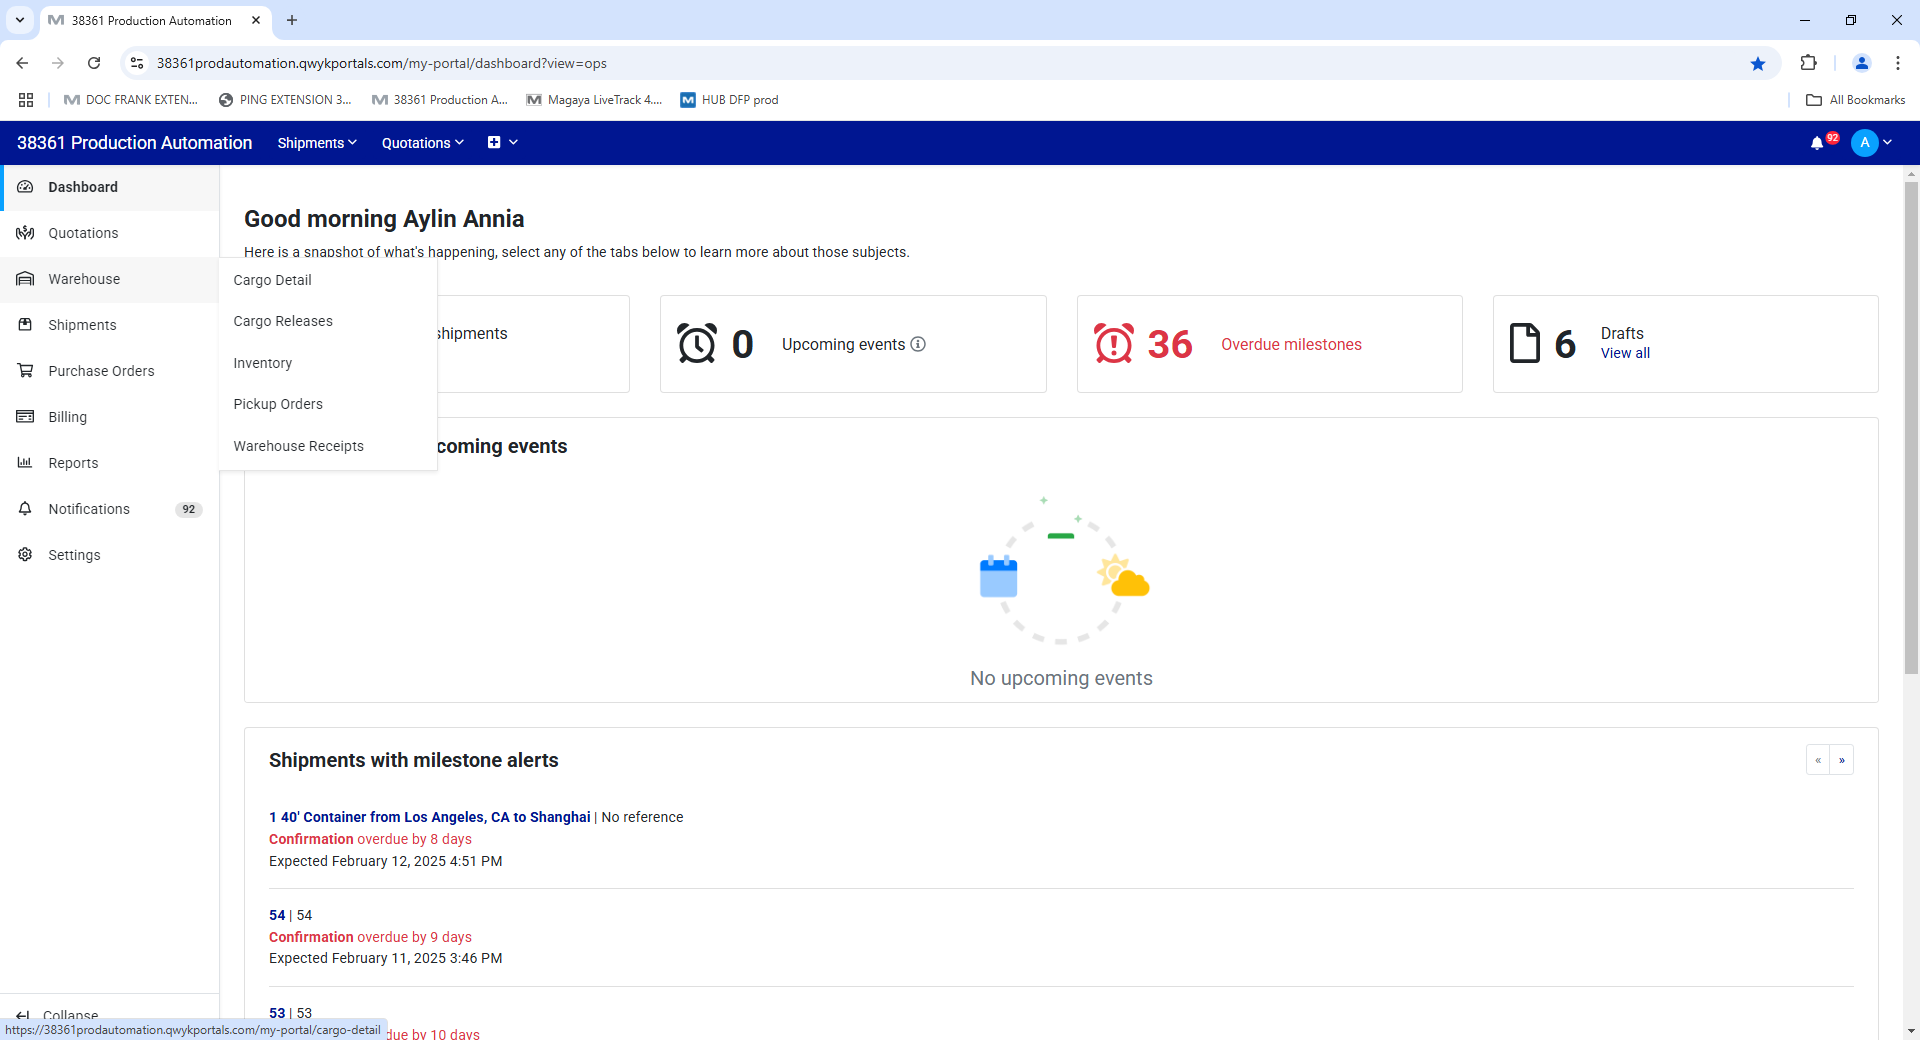 38361 Production Automation
38361prodautomation.qwykportals.com/my-portal/dashboard?view=ops
DOC FRANK EXTEN...
PING EXTENSION 3...
38361 Production A...
Magaya LiveTrack 4....
HUB DFP prod
All Bookmarks
38361 Production Automation
Shipments
Quotations
92
A
Dashboard
Quotations
Warehouse
Shipments
Purchase Orders
Billing
Reports
Notifications 92
Settings
Collapse
Cargo Detail
Cargo Releases
Inventory
Pickup Orders
Warehouse Receipts
Good morning Aylin Annia
Here is a snapshot of what's happening, select any of the tabs below to learn more about those subjects.
shipments
0 Upcoming events
36 Overdue milestones
6 Drafts
View all
coming events
No upcoming events
Shipments with milestone alerts
« »
1 40' Container from Los Angeles, CA to Shanghai | No reference
Confirmation overdue by 8 days
Expected February 12, 2025 4:51 PM
54 | 54
Confirmation overdue by 9 days
Expected February 11, 2025 3:46 PM
53 | 53
due by 10 days
https://38361prodautomation.qwykportals.com/my-portal/cargo-detail